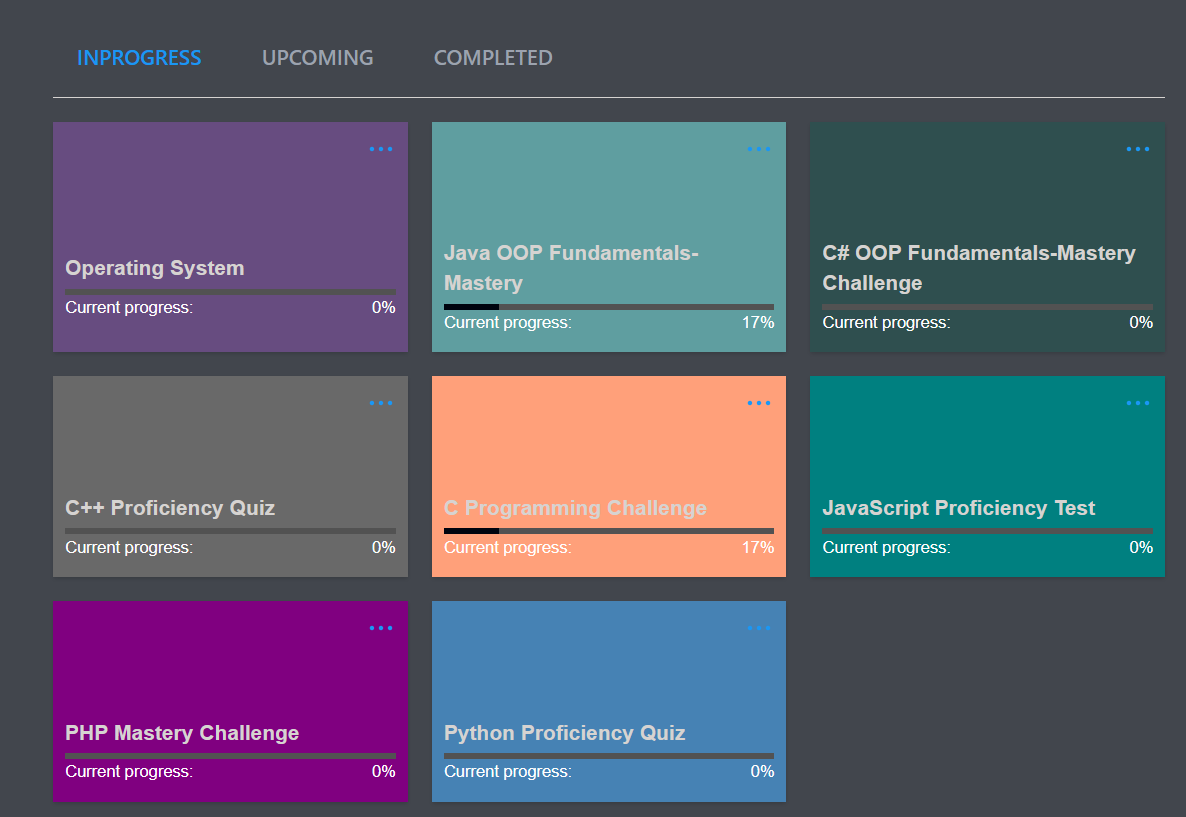 INPROGRESS UPCOMING COMPLETED
Operating System
Current progress: 0%
Java OOP Fundamentals-
Mastery
Current progress: 17%
C# OOP Fundamentals-Mastery
Challenge
Current progress: 0%
C++ Proficiency Quiz
Current progress: 0%
C Programming Challenge
Current progress: 17%
JavaScript Proficiency Test
Current progress: 0%
PHP Mastery Challenge
Current progress: 0%
Python Proficiency Quiz
Current progress: 0%